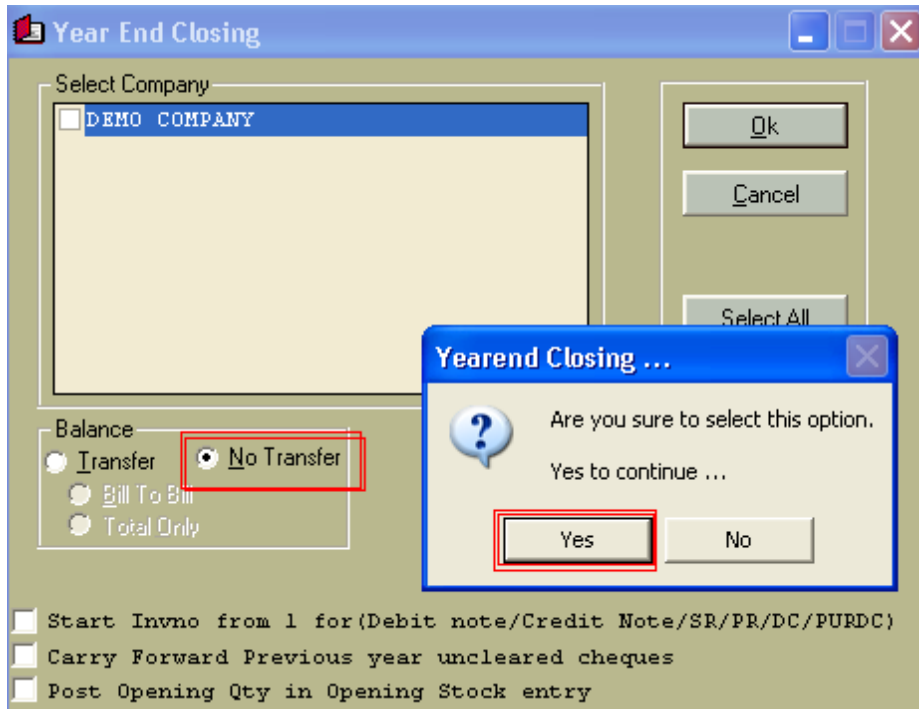 Year End Closing
Select Company
DEMO COMPANY
Ok
Cancel
Select All
Yearend Closing ...
Are you sure to select this option.
Yes to continue ...
Yes
No
Balance
Transfer
No Transfer
Bill To Bill
Total Only
Start Invno from 1 for(Debit note/Credit Note/SR/PR/DC/PURDC)
Carry Forward Previous year uncleared cheques
Post Opening Qty in Opening Stock entry